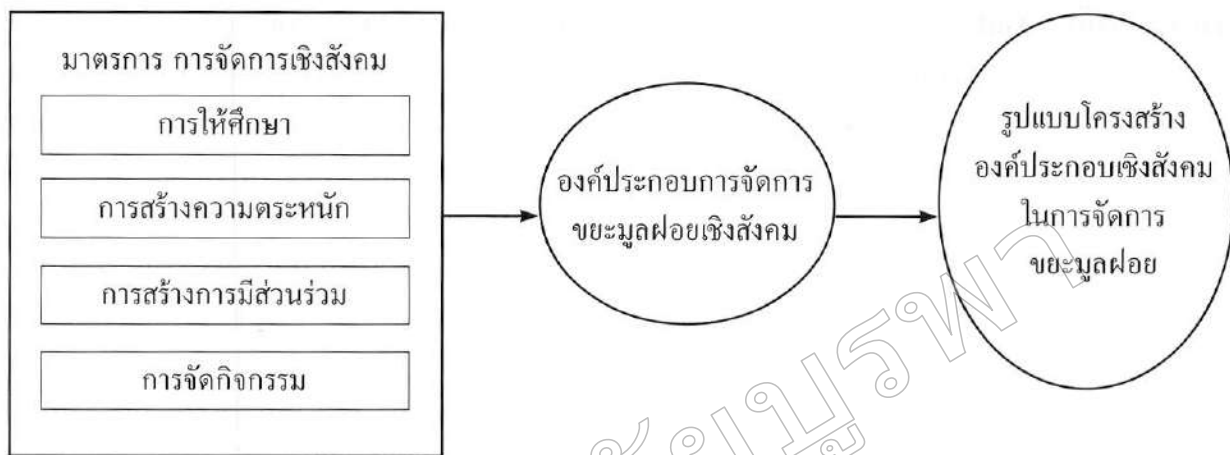 มาตรการ การจัดการเชิงสังคม
การให้ศึกษา
การสร้างความตระหนัก
การสร้างการมีส่วนร่วม
การจัดกิจกรรม
องค์ประกอบการจัดการ
ขยะมูลฝอยเชิงสังคม
รูปแบบโครงสร้าง
องค์ประกอบเชิงสังคม
ในการจัดการ
ขยะมูลฝอย
ัยบูรพา